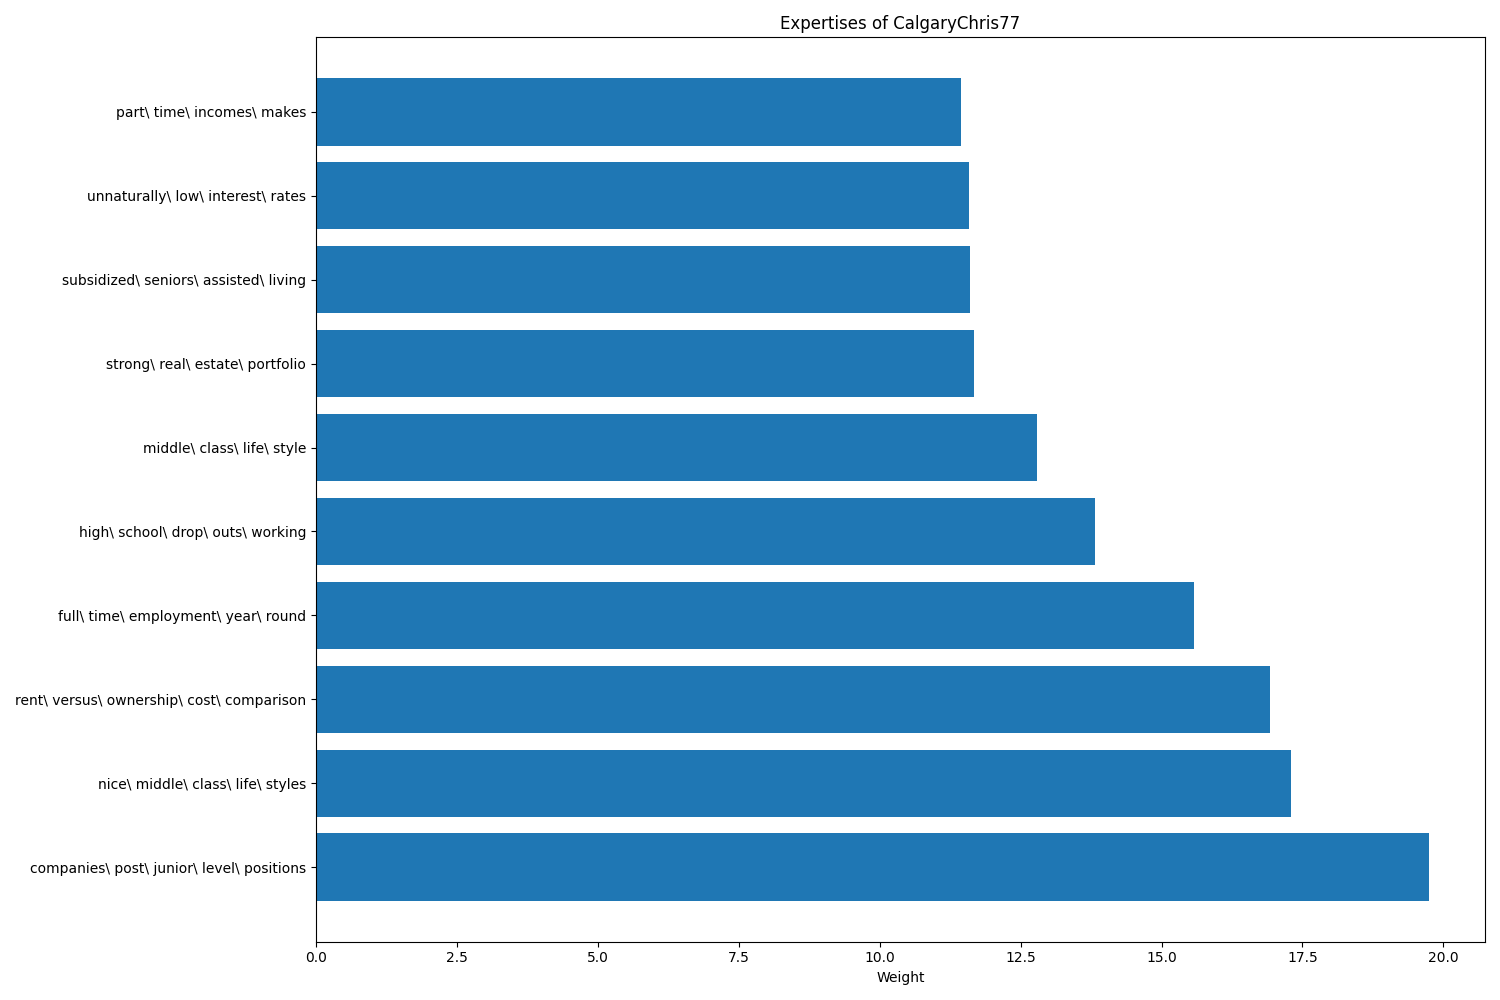 Expertises of CalgaryChris77
part\ time\ incomes\ makes
unnaturally\ low\ interest\ rates
subsidized\ seniors\ assisted\ living
strong\ real\ estate\ portfolio
middle\ class\ life\ style
high\ school\ drop\ outs\ working
full\ time\ employment\ year\ round
rent\ versus\ ownership\ cost\ comparison
nice\ middle\ class\ life\ styles
companies\ post\ junior\ level\ positions
0.0 2.5 5.0 7.5 10.0 12.5 15.0 17.5 20.0
Weight